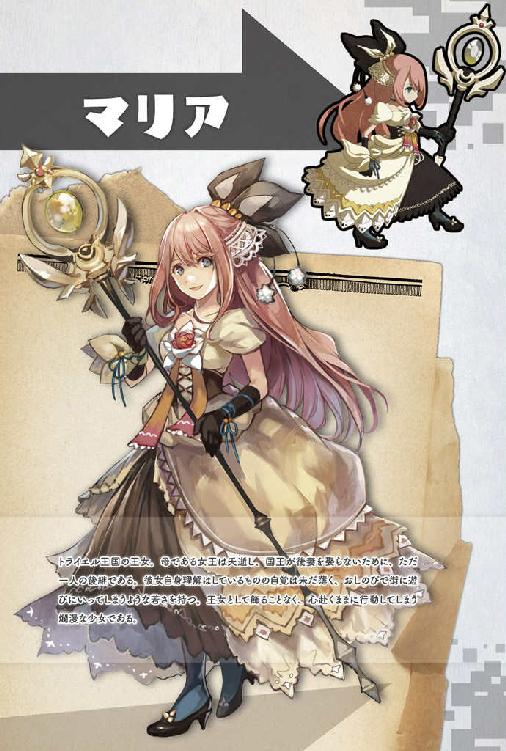 マリア
トライエル王国の王女。母である女王は夭逝し、国王が後妻を娶らないために、ただ
一人の後継である。彼女自身理解はしているものの自覚は未だ薄く、おしのびで街に遊
びにいってしまうような若さを持つ。王女として飾ることなく、心赴くままに行動してしまう
爛漫な少女である。